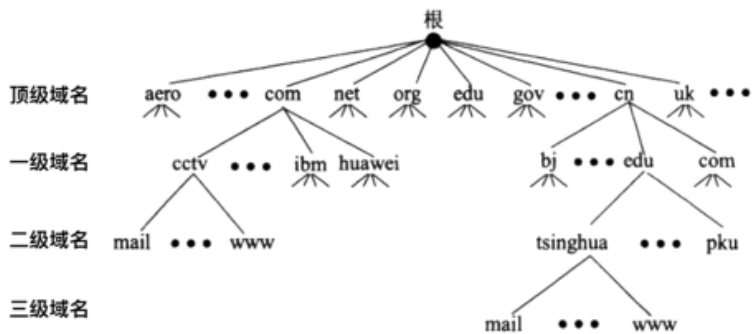 根
顶级域名 aero ••• com net org edu gov ••• cn uk •••
一级域名 cctv ••• ibm huawei bj ••• edu com
二级域名 mail ••• www tsinghua ••• pku
三级域名 mail ••• www